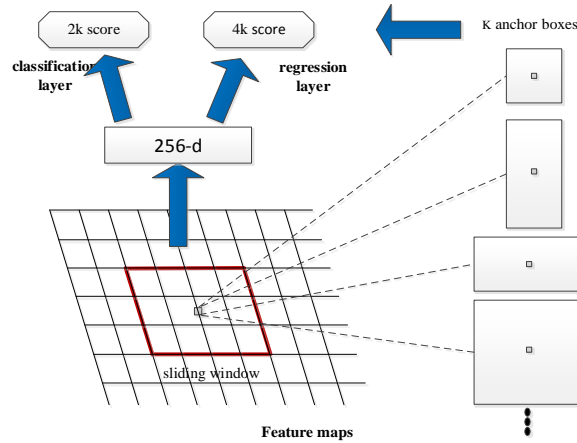 2k score
4k score
K anchor boxes
classification
layer
regression
layer
256-d
sliding window
Feature maps